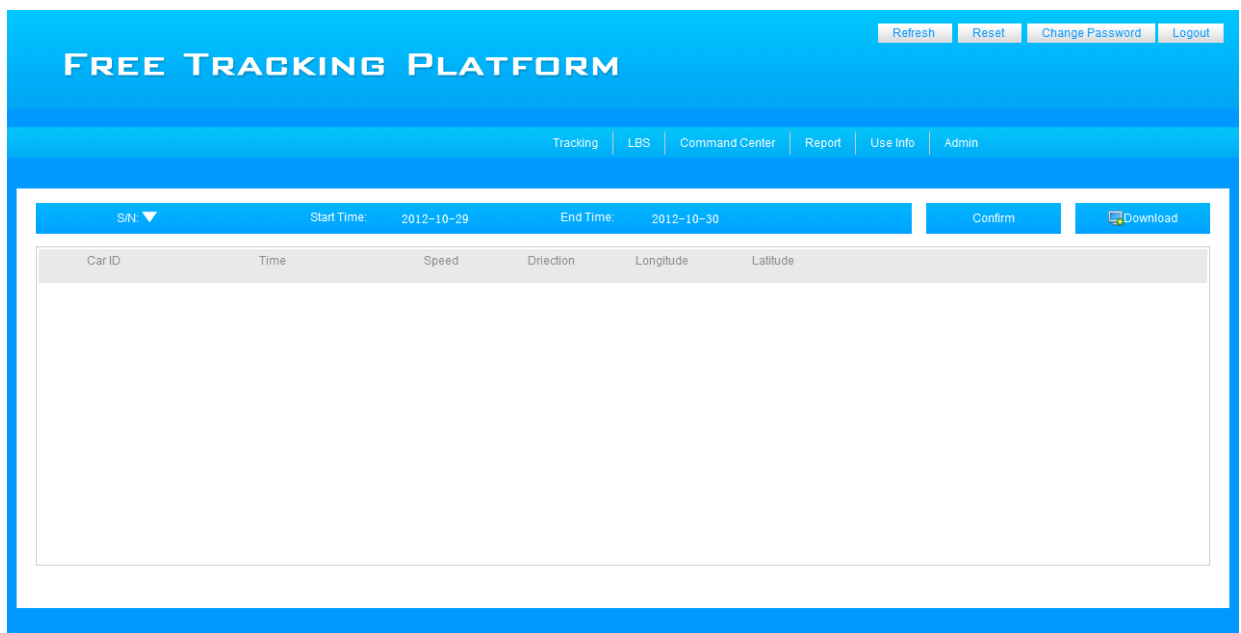 Refresh Reset Change Password Logout
FREE TRACKING PLATFORM
Tracking LBS Command Center Report Use Info Admin
S/N: Start Time: 2012-10-29 End Time: 2012-10-30 Confirm Download
Car ID Time Speed Driection Longitude Latitude